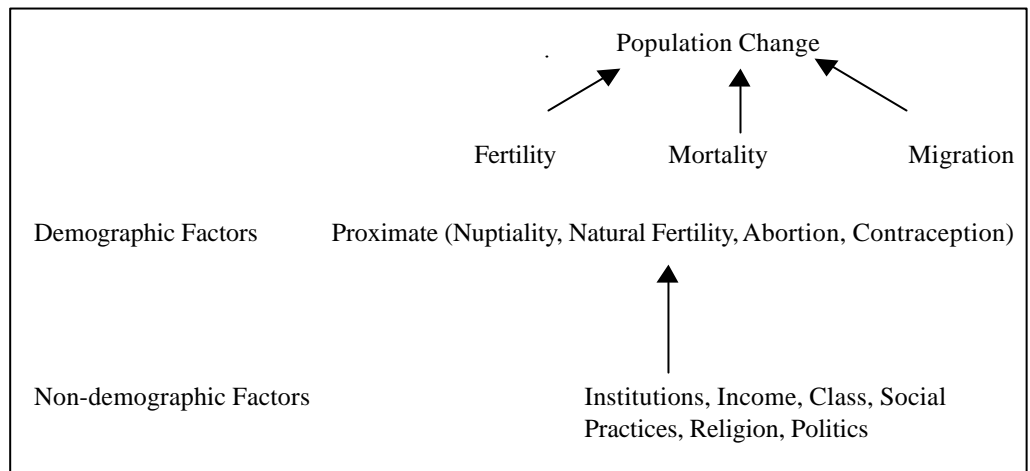 Population Change
Fertility Mortality Migration
Demographic Factors Proximate (Nuptiality, Natural Fertility, Abortion, Contraception)
Non-demographic Factors Institutions, Income, Class, Social
Practices, Religion, Politics